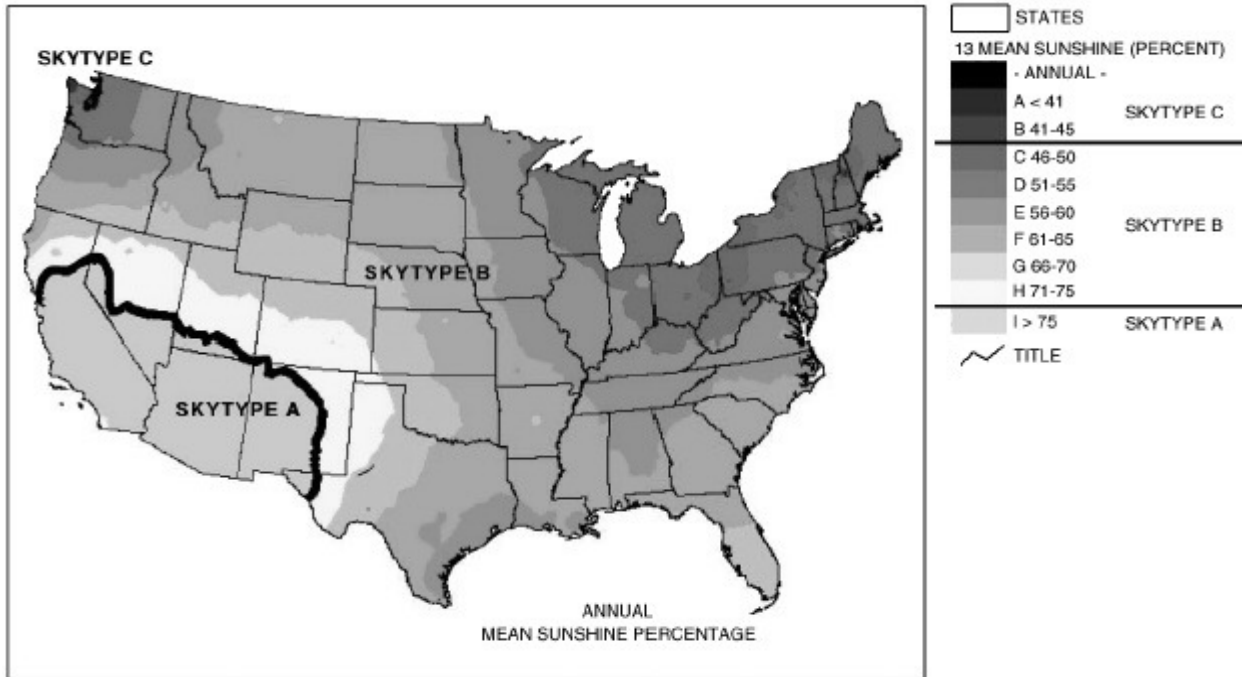 SKYTYPE C
SKYTYPE B
SKYTYPE A
ANNUAL
MEAN SUNSHINE PERCENTAGE
STATES
13 MEAN SUNSHINE (PERCENT)
- ANNUAL -
A < 41
B 41-45
SKYTYPE C
C 46-50
D 51-55
E 56-60
F 61-65
G 66-70
H 71-75
SKYTYPE B
I > 75
SKYTYPE A
TITLE